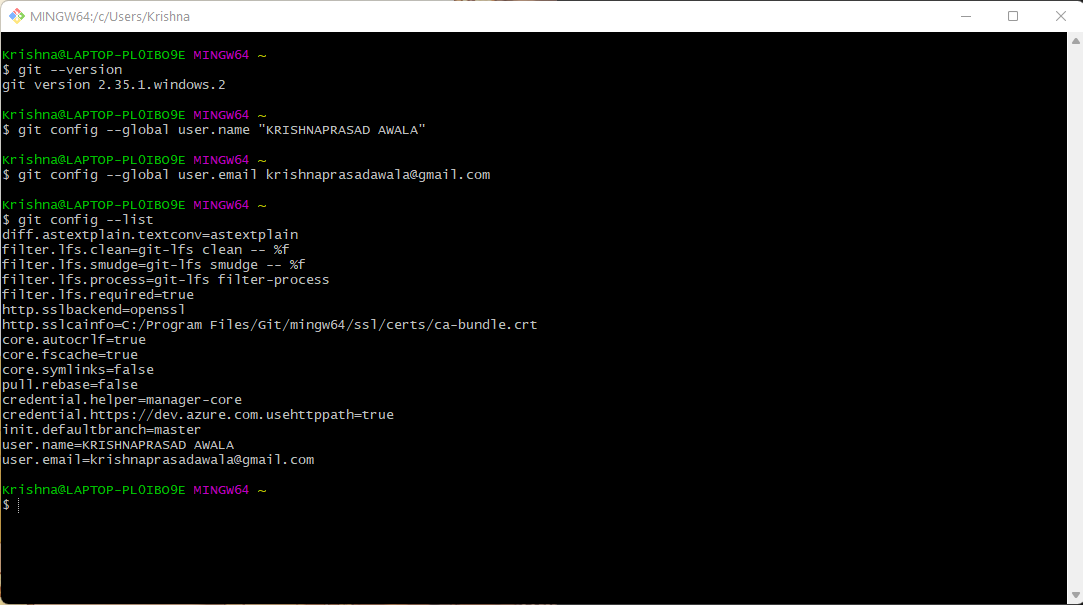 MINGW64:/c/Users/Krishna
Krishna@LAPTOP-PL0IBO9E MINGW64 ~
$ git --version
git version 2.35.1.windows.2
Krishna@LAPTOP-PL0IBO9E MINGW64 ~
$ git config --global user.name "KRISHNAPRASAD AWALA"
Krishna@LAPTOP-PL0IBO9E MINGW64 ~
$ git config --global user.email krishnaprasadawala@gmail.com
Krishna@LAPTOP-PL0IBO9E MINGW64 ~
$ git config --list
diff.astextplain.textconv=astextplain
filter.lfs.clean=git-lfs clean -- %f
filter.lfs.smudge=git-lfs smudge -- %f
filter.lfs.process=git-lfs filter-process
filter.lfs.required=true
http.sslbackend=openssl
http.sslcainfo=C:/Program Files/Git/mingw64/ssl/certs/ca-bundle.crt
core.autocrlf=true
core.fscache=true
core.symlinks=false
pull.rebase=false
credential.helper=manager-core
credential.https://dev.azure.com.usehttppath=true
init.defaultbranch=master
user.name=KRISHNAPRASAD AWALA
user.email=krishnaprasadawala@gmail.com
Krishna@LAPTOP-PL0IBO9E MINGW64 ~
$